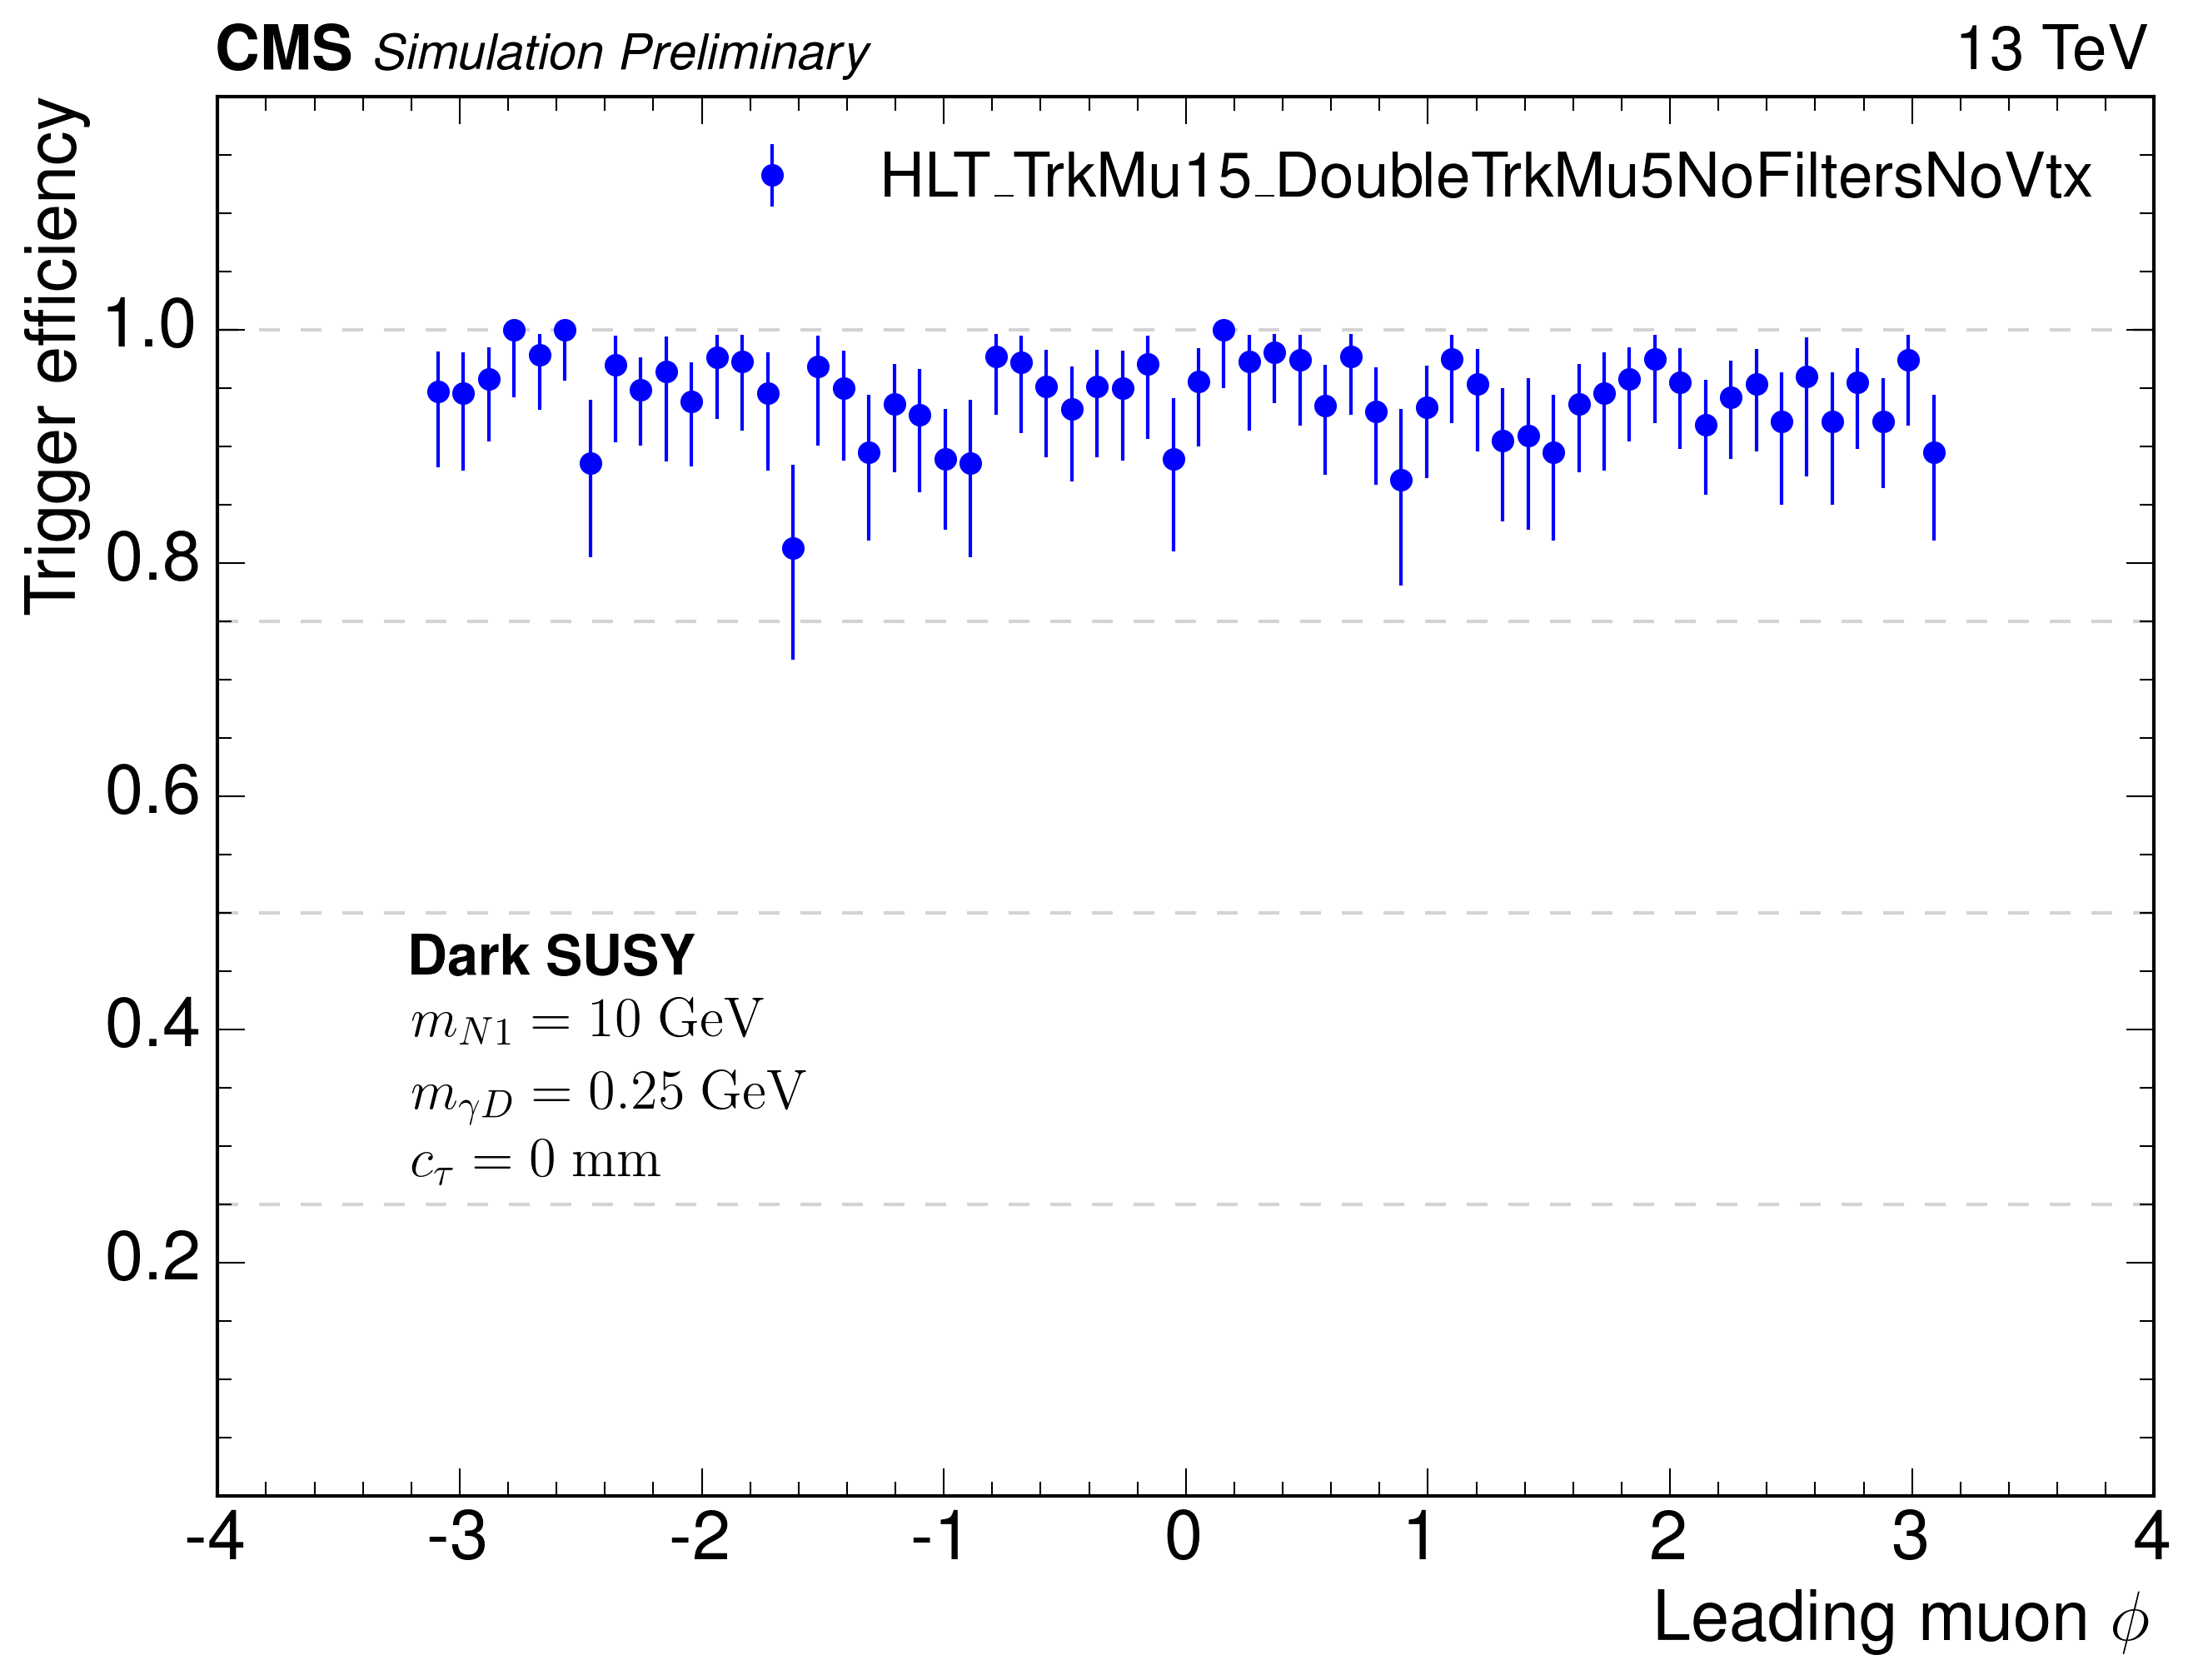 CMS Simulation Preliminary 13 TeV
HLT_TrkMu15_DoubleTrkMu5NoFiltersNoVtx
Trigger efficiency
1.0
0.8
0.6
0.4
0.2
Dark SUSY
m_{N1} = 10 GeV
m_{γD} = 0.25 GeV
c_τ = 0 mm
-4 -3 -2 -1 0 1 2 3 4
Leading muon ϕ